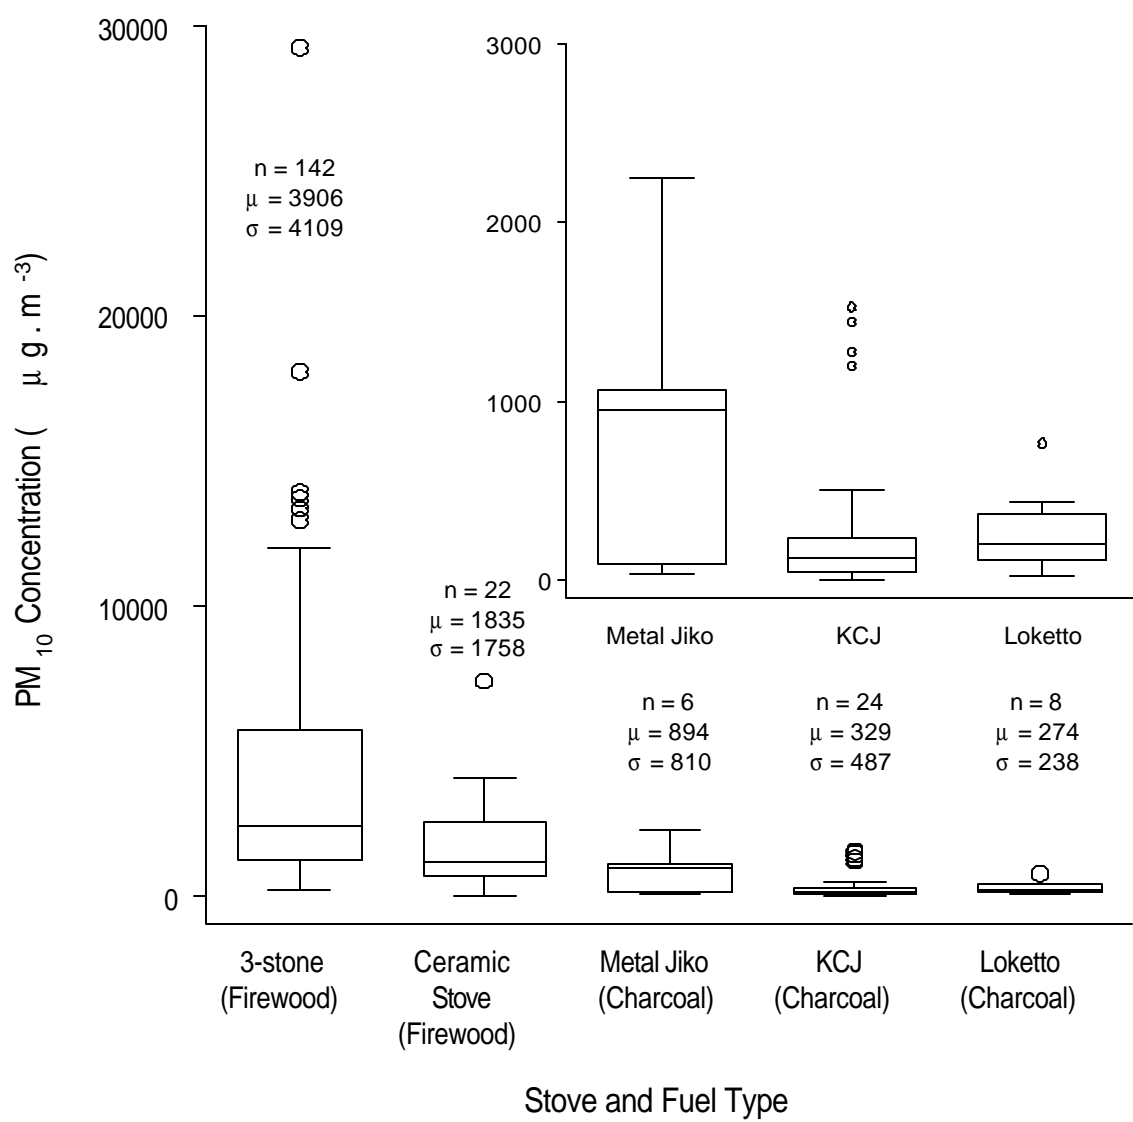 PM 10 Concentration ( μ g . m -3)
30000
20000
10000
0
n = 142
μ = 3906
σ = 4109
n = 22
μ = 1835
σ = 1758
3000
2000
1000
0
Metal Jiko KCJ Loketto
n = 6
μ = 894
σ = 810
n = 24
μ = 329
σ = 487
n = 8
μ = 274
σ = 238
3-stone
(Firewood)
Ceramic
Stove
(Firewood)
Metal Jiko
(Charcoal)
KCJ
(Charcoal)
Loketto
(Charcoal)
Stove and Fuel Type